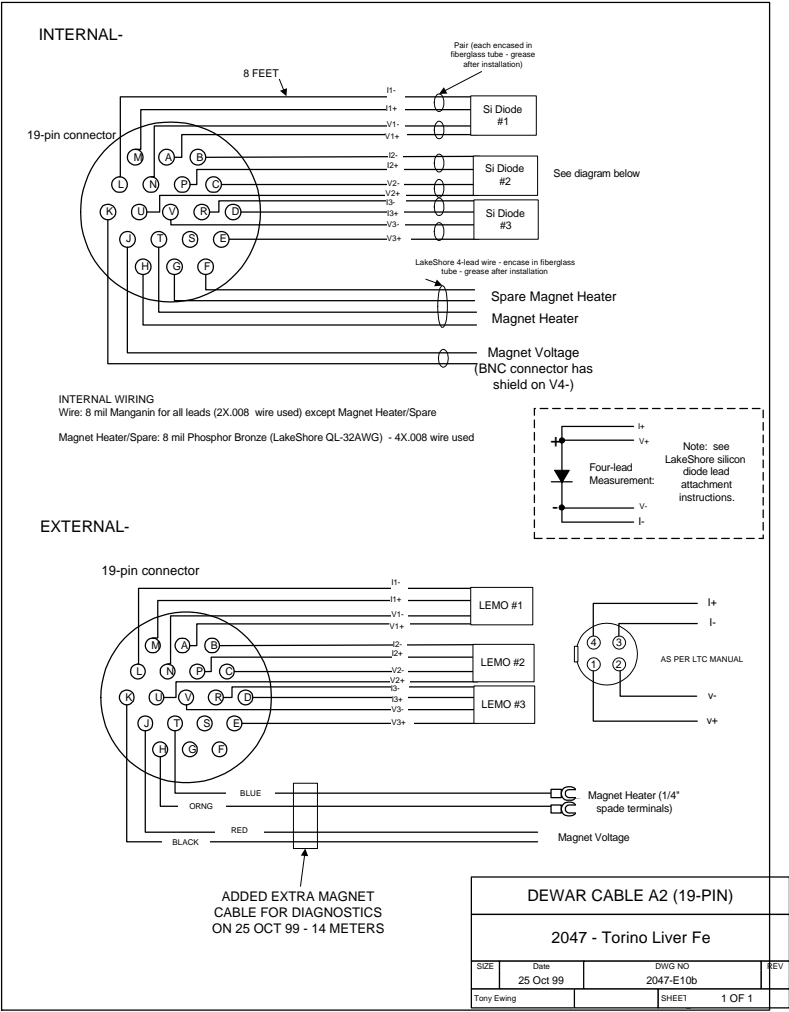 INTERNAL-
Pair (each encased in
fiberglass tube - grease
after installation)
8 FEET
I1-
I1+
V1-
V1+
Si Diode
#1
19-pin connector
M
A
B
I2-
I2+
V2-
V2+
Si Diode
#2
See diagram below
L
N
P
C
K
U
V
R
D
I3-
I3+
V3-
V3+
Si Diode
#3
J
T
S
E
H
G
F
LakeShore 4-lead wire - encase in fiberglass
tube - grease after installation
Spare Magnet Heater
Magnet Heater
Magnet Voltage
(BNC connector has
shield on V4-)
INTERNAL WIRING
Wire: 8 mil Manganin for all leads (2X.008 wire used) except Magnet Heater/Spare
Magnet Heater/Spare: 8 mil Phosphor Bronze (LakeShore QL-32AWG) - 4X.008 wire used
I+
V+
+
Four-lead
Measurement:
-
V-
I-
Note: see
LakeShore silicon
diode lead
attachment
instructions.
EXTERNAL-
19-pin connector
I1-
I1+
V1-
V1+
LEMO #1
M
A
B
I2-
I2+
V2-
V2+
LEMO #2
L
N
P
C
K
U
V
R
D
I3-
I3+
V3-
V3+
LEMO #3
J
T
S
E
H
G
F
I+
I-
4
3
1
2
AS PER LTC MANUAL
v-
v+
BLUE
ORNG
RED
BLACK
Magnet Heater (1/4"
spade terminals)
Magnet Voltage
ADDED EXTRA MAGNET
CABLE FOR DIAGNOSTICS
ON 25 OCT 99 - 14 METERS
DEWAR CABLE A2 (19-PIN)
2047 - Torino Liver Fe
SIZE
Date
25 Oct 99
DWG NO
2047-E10b
REV
Tony Ewing
SHEET
1 OF 1